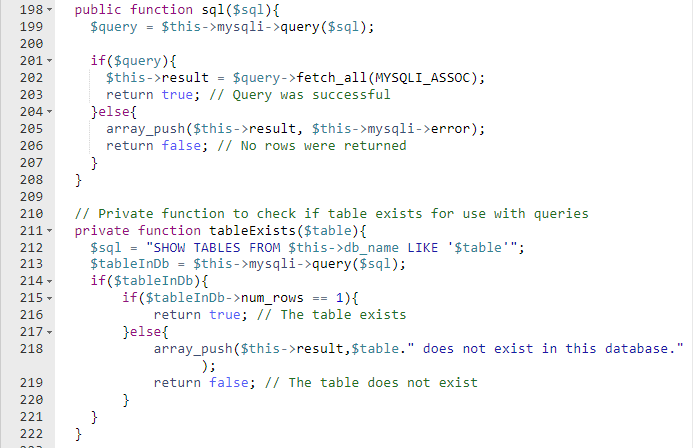 198 public function sql($sql){
199 $query = $this->mysqli->query($sql);
200
201 if($query){
202 $this->result = $query->fetch_all(MYSQLI_ASSOC);
203 return true; // Query was successful
204 }else{
205 array_push($this->result, $this->mysqli->error);
206 return false; // No rows were returned
207 }
208 }
209
210 // Private function to check if table exists for use with queries
211 private function tableExists($table){
212 $sql = "SHOW TABLES FROM $this->db_name LIKE '$table'";
213 $tableInDb = $this->mysqli->query($sql);
214 if($tableInDb){
215 if($tableInDb->num_rows == 1){
216 return true; // The table exists
217 }else{
218 array_push($this->result,$table." does not exist in this database."
);
219 return false; // The table does not exist
220 }
221 }
222 }